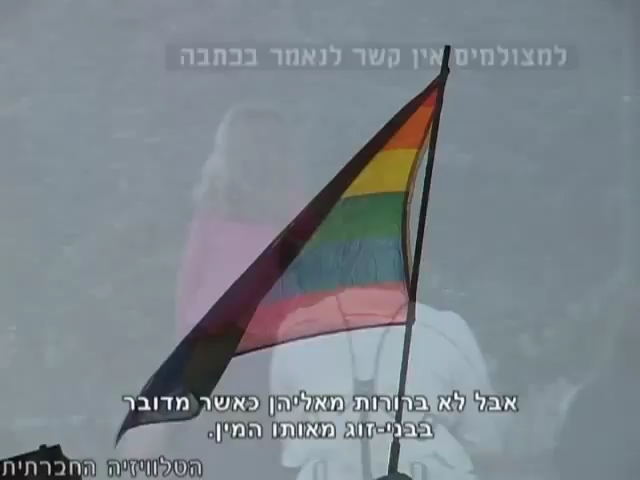 למצולמים אין קשר לנאמר בכתבה
אבל לא ברורות מאליהן כאשר מדובר
בבני-זוג מאותו המין.
הטלוויזיה החברתית